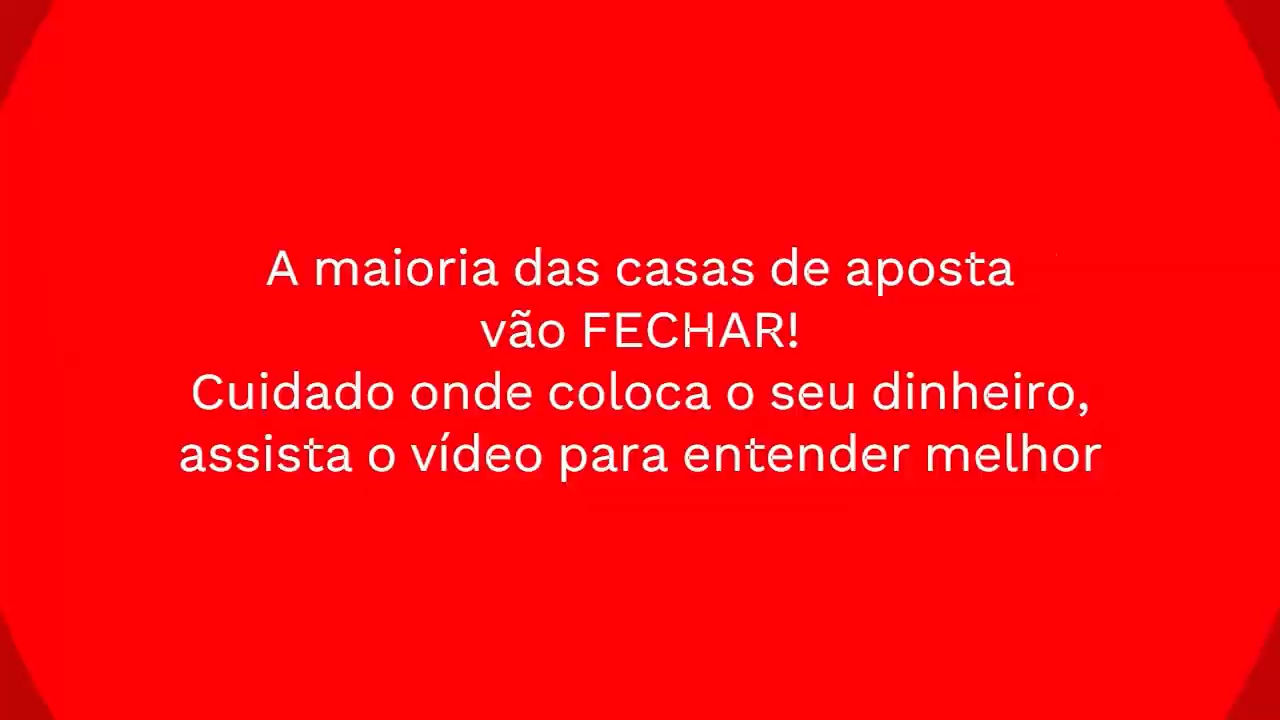 A maioria das casas de aposta
vão FECHAR!
Cuidado onde coloca o seu dinheiro,
assista o vídeo para entender melhor